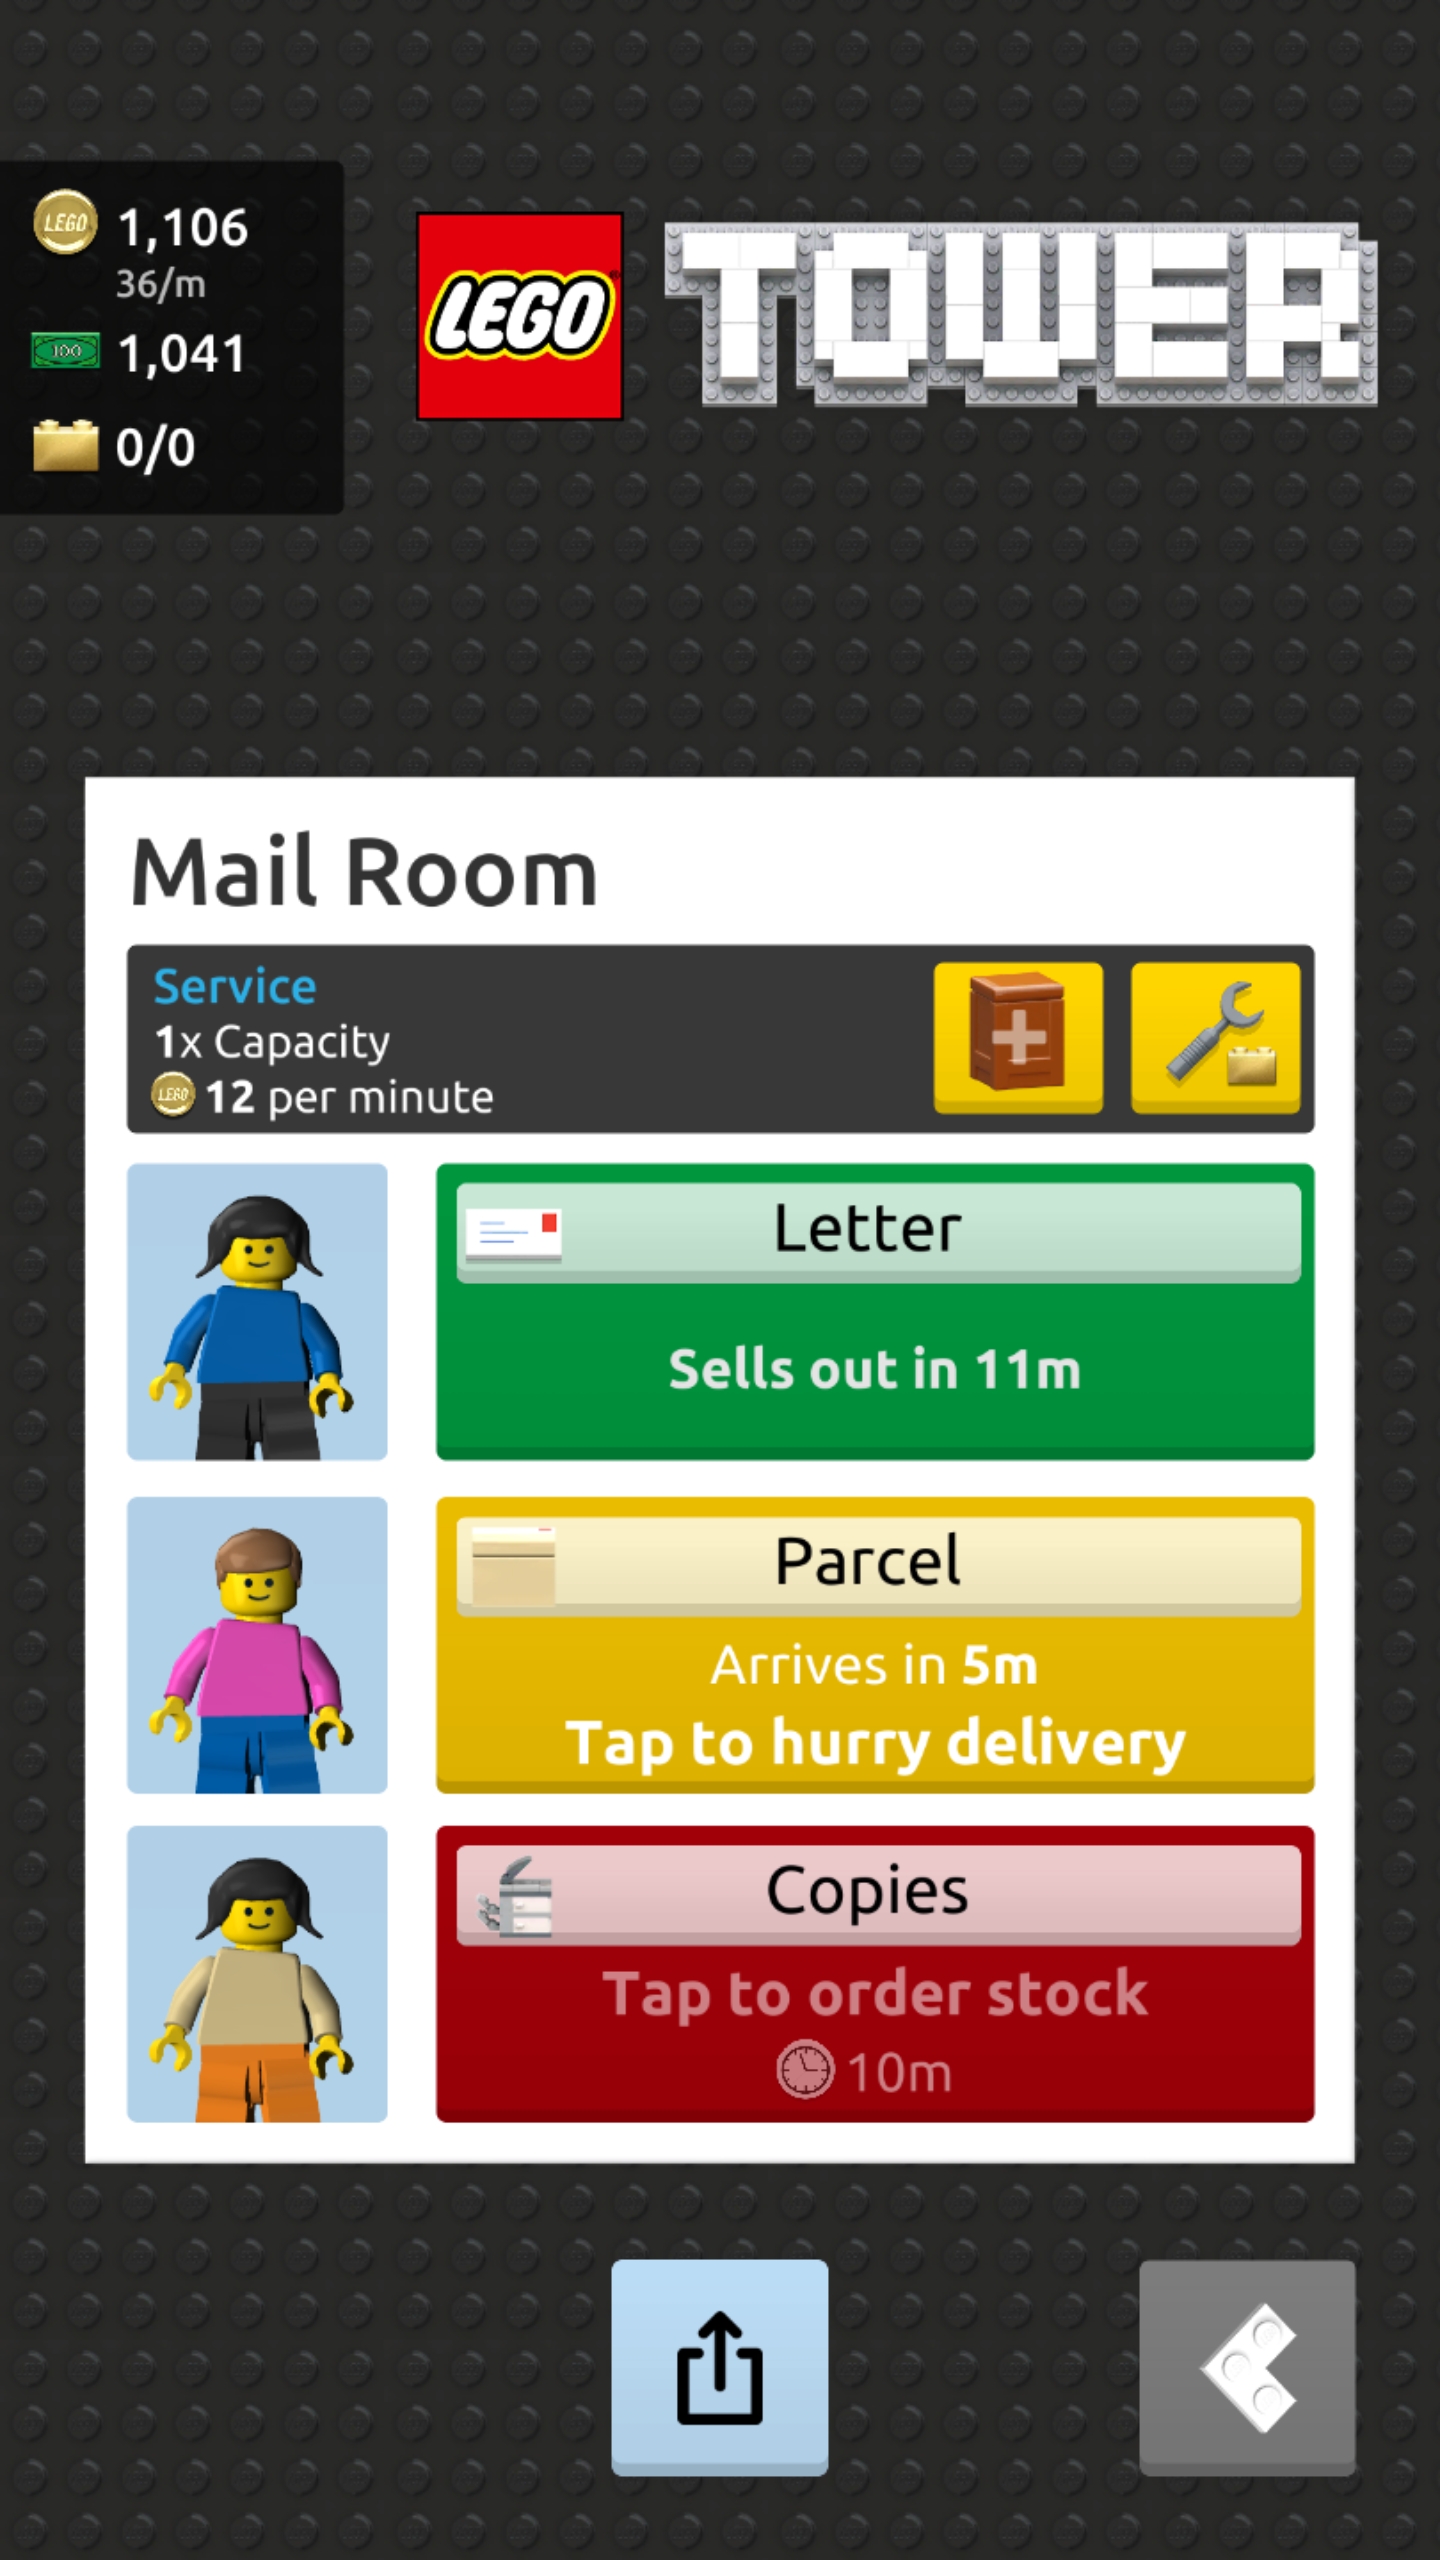 1,106
36/m
100
1,041
0/0
LEGO
LEGO
TOWER
Mail Room
Service
1x Capacity
LEGO
12 per minute
Letter
Sells out in 11m
Parcel
Arrives in 5m
Tap to hurry delivery
Copies
Tap to order stock
10m